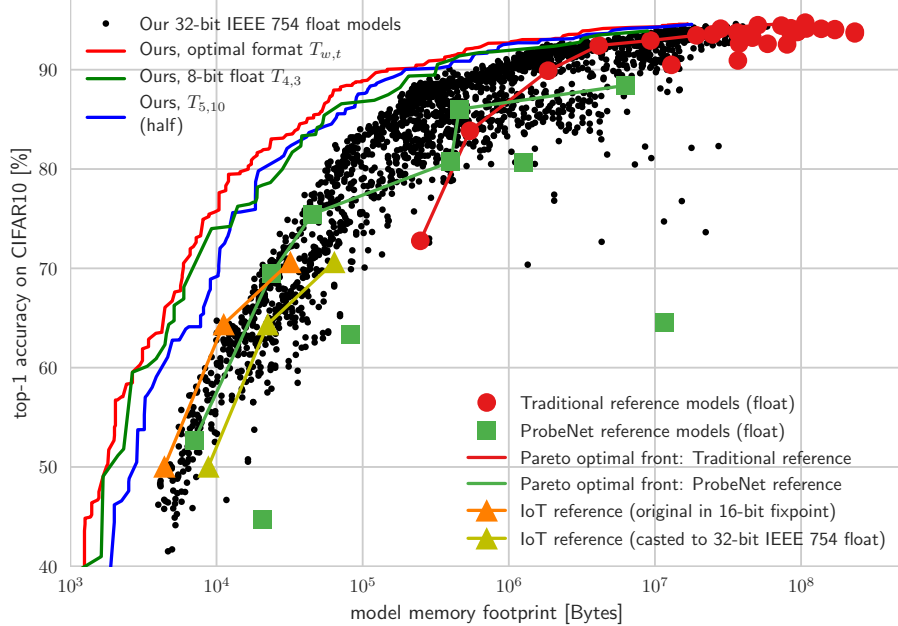 Our 32-bit IEEE 754 float models
Ours, optimal format T_{w,t}
Ours, 8-bit float T_{4,3}
Ours, T_{5,10}
(half)
top-1 accuracy on CIFAR10 [%]
90
80
70
60
50
40
Traditional reference models (float)
ProbeNet reference models (float)
Pareto optimal front: Traditional reference
Pareto optimal front: ProbeNet reference
IoT reference (original in 16-bit fixpoint)
IoT reference (casted to 32-bit IEEE 754 float)
10^3 10^4 10^5 10^6 10^7 10^8
model memory footprint [Bytes]